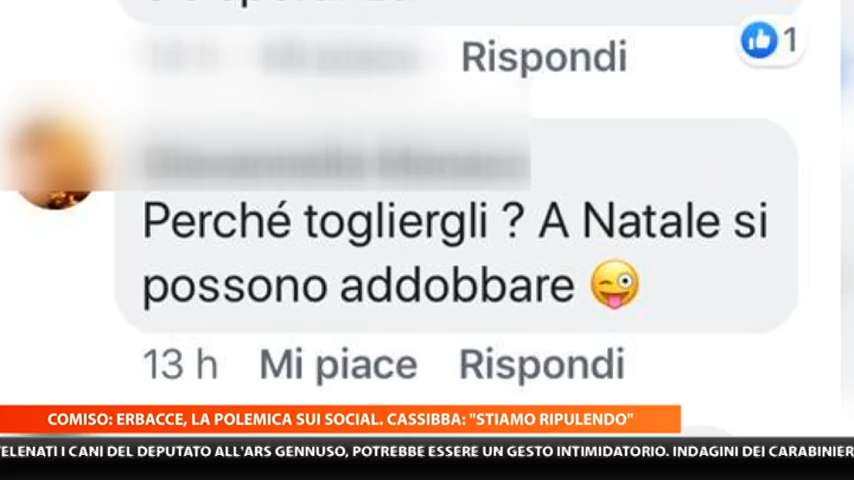 Rispondi
1
Perché togliergli ? A Natale si
possono addobbare 😜
13 h Mi piace Rispondi
COMISO: ERBACCE, LA POLEMICA SUI SOCIAL. CASSIBBA: "STIAMO RIPULENDO"
ELENATI I CANI DEL DEPUTATO ALL'ARS GENNUSO, POTREBBE ESSERE UN GESTO INTIMIDATORIO. INDAGINI DEI CARABINIER